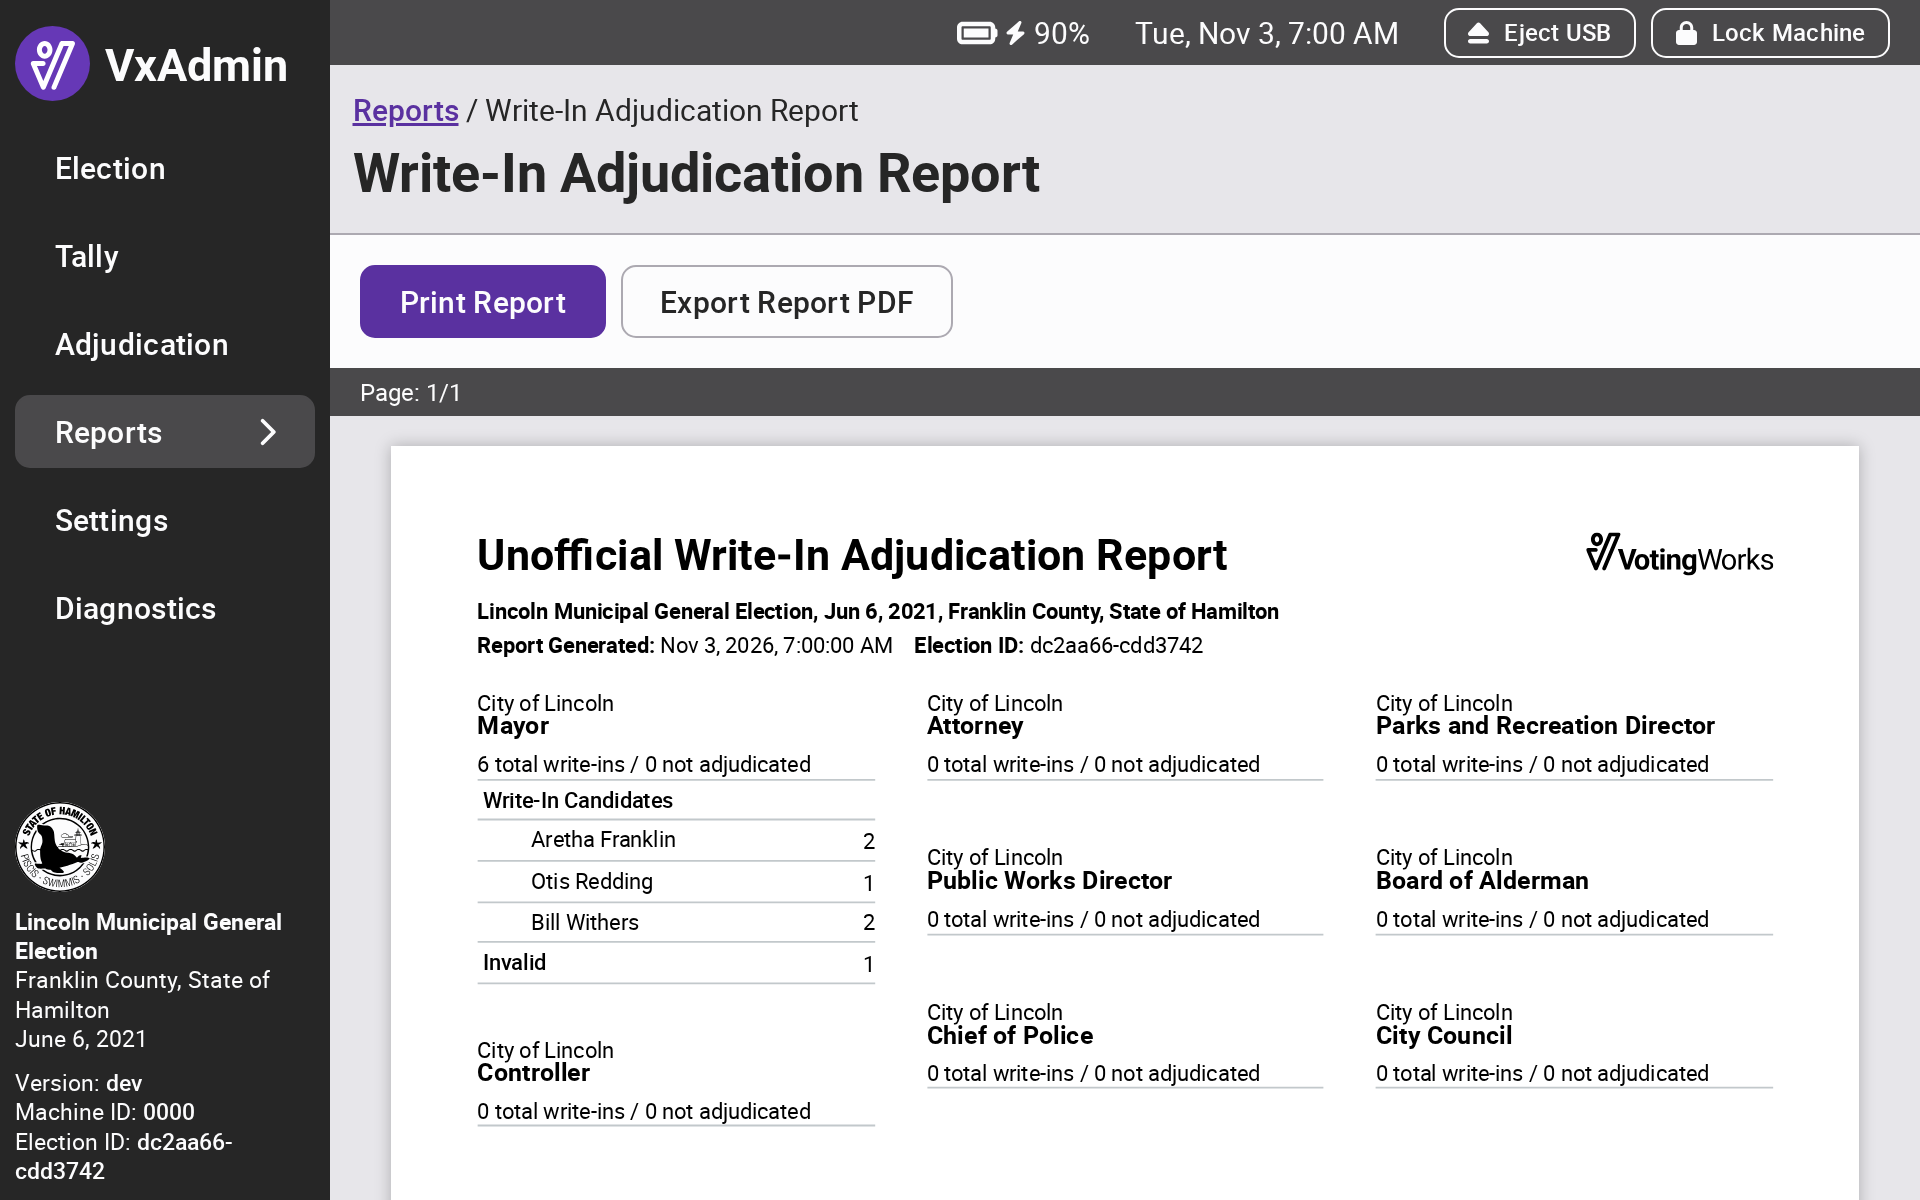 VxAdmin
Election
Tally
Adjudication
Reports
Settings
Diagnostics
STATE OF HAMILTON
PISCIS · SWIMMIS · SOLIS
Lincoln Municipal General
Election
Franklin County, State of
Hamilton
June 6, 2021
Version: dev
Machine ID: 0000
Election ID: dc2aa66-
cdd3742
90%
Tue, Nov 3, 7:00 AM
Eject USB
Lock Machine
Reports / Write-In Adjudication Report
Write-In Adjudication Report
Print Report
Export Report PDF
Page: 1/1
Unofficial Write-In Adjudication Report
VotingWorks
Lincoln Municipal General Election, Jun 6, 2021, Franklin County, State of Hamilton
Report Generated: Nov 3, 2026, 7:00:00 AM Election ID: dc2aa66-cdd3742
City of Lincoln
Mayor
6 total write-ins / 0 not adjudicated
Write-In Candidates
Aretha Franklin 2
Otis Redding 1
Bill Withers 2
Invalid 1
City of Lincoln
Controller
0 total write-ins / 0 not adjudicated
City of Lincoln
Attorney
0 total write-ins / 0 not adjudicated
City of Lincoln
Public Works Director
0 total write-ins / 0 not adjudicated
City of Lincoln
Chief of Police
0 total write-ins / 0 not adjudicated
City of Lincoln
Parks and Recreation Director
0 total write-ins / 0 not adjudicated
City of Lincoln
Board of Alderman
0 total write-ins / 0 not adjudicated
City of Lincoln
City Council
0 total write-ins / 0 not adjudicated